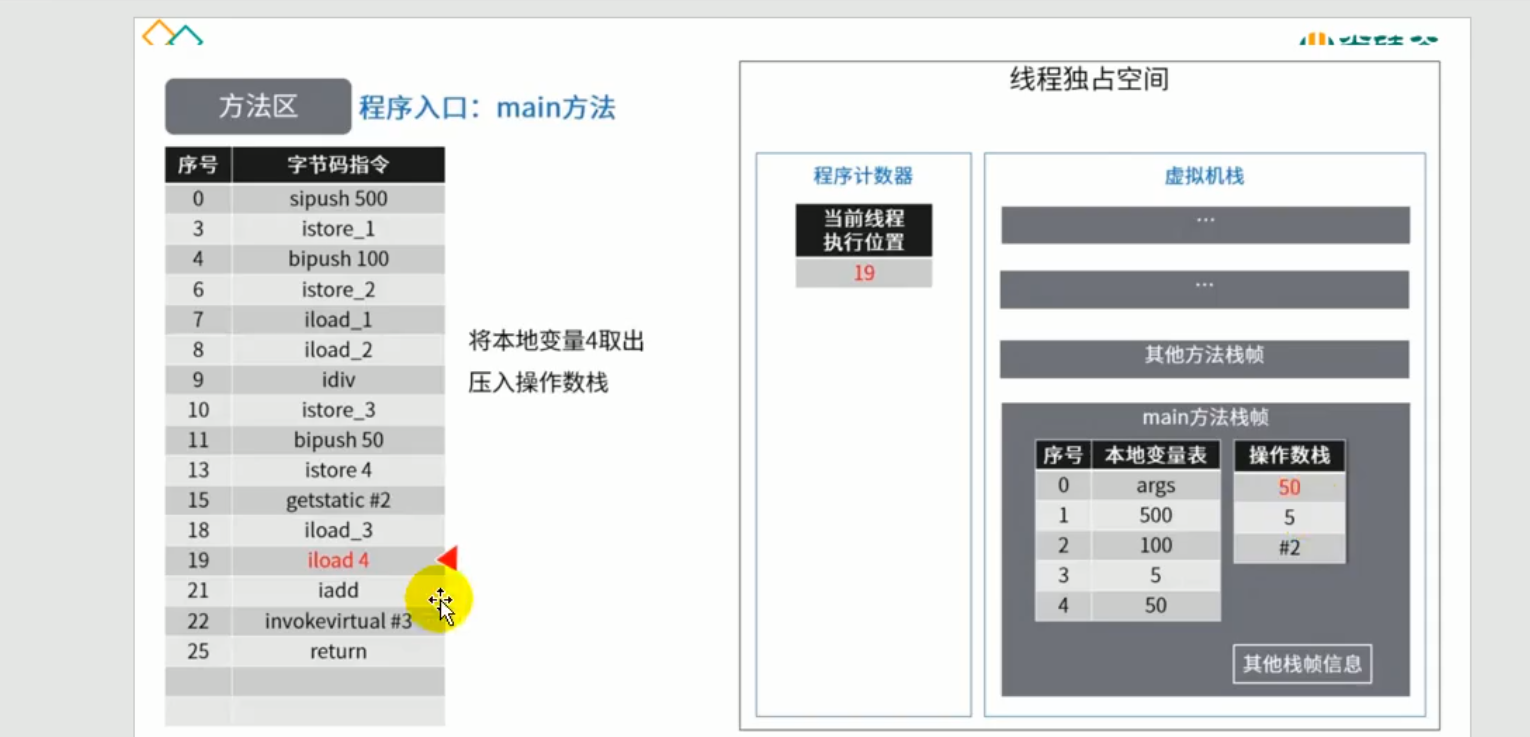 方法区 程序入口：main方法
序号 字节码指令
0 sipush 500
3 istore_1
4 bipush 100
6 istore_2
7 iload_1
8 iload_2
9 idiv
10 istore_3
11 bipush 50
13 istore 4
15 getstatic #2
18 iload_3
19 iload 4
21 iadd
22 invokevirtual #3
25 return
将本地变量4取出
压入操作数栈
线程独占空间
程序计数器
当前线程
执行位置
19
虚拟机栈
...
...
其他方法栈帧
main方法栈帧
序号 本地变量表
0 args
1 500
2 100
3 5
4 50
操作数栈
50
5
#2
其他栈帧信息